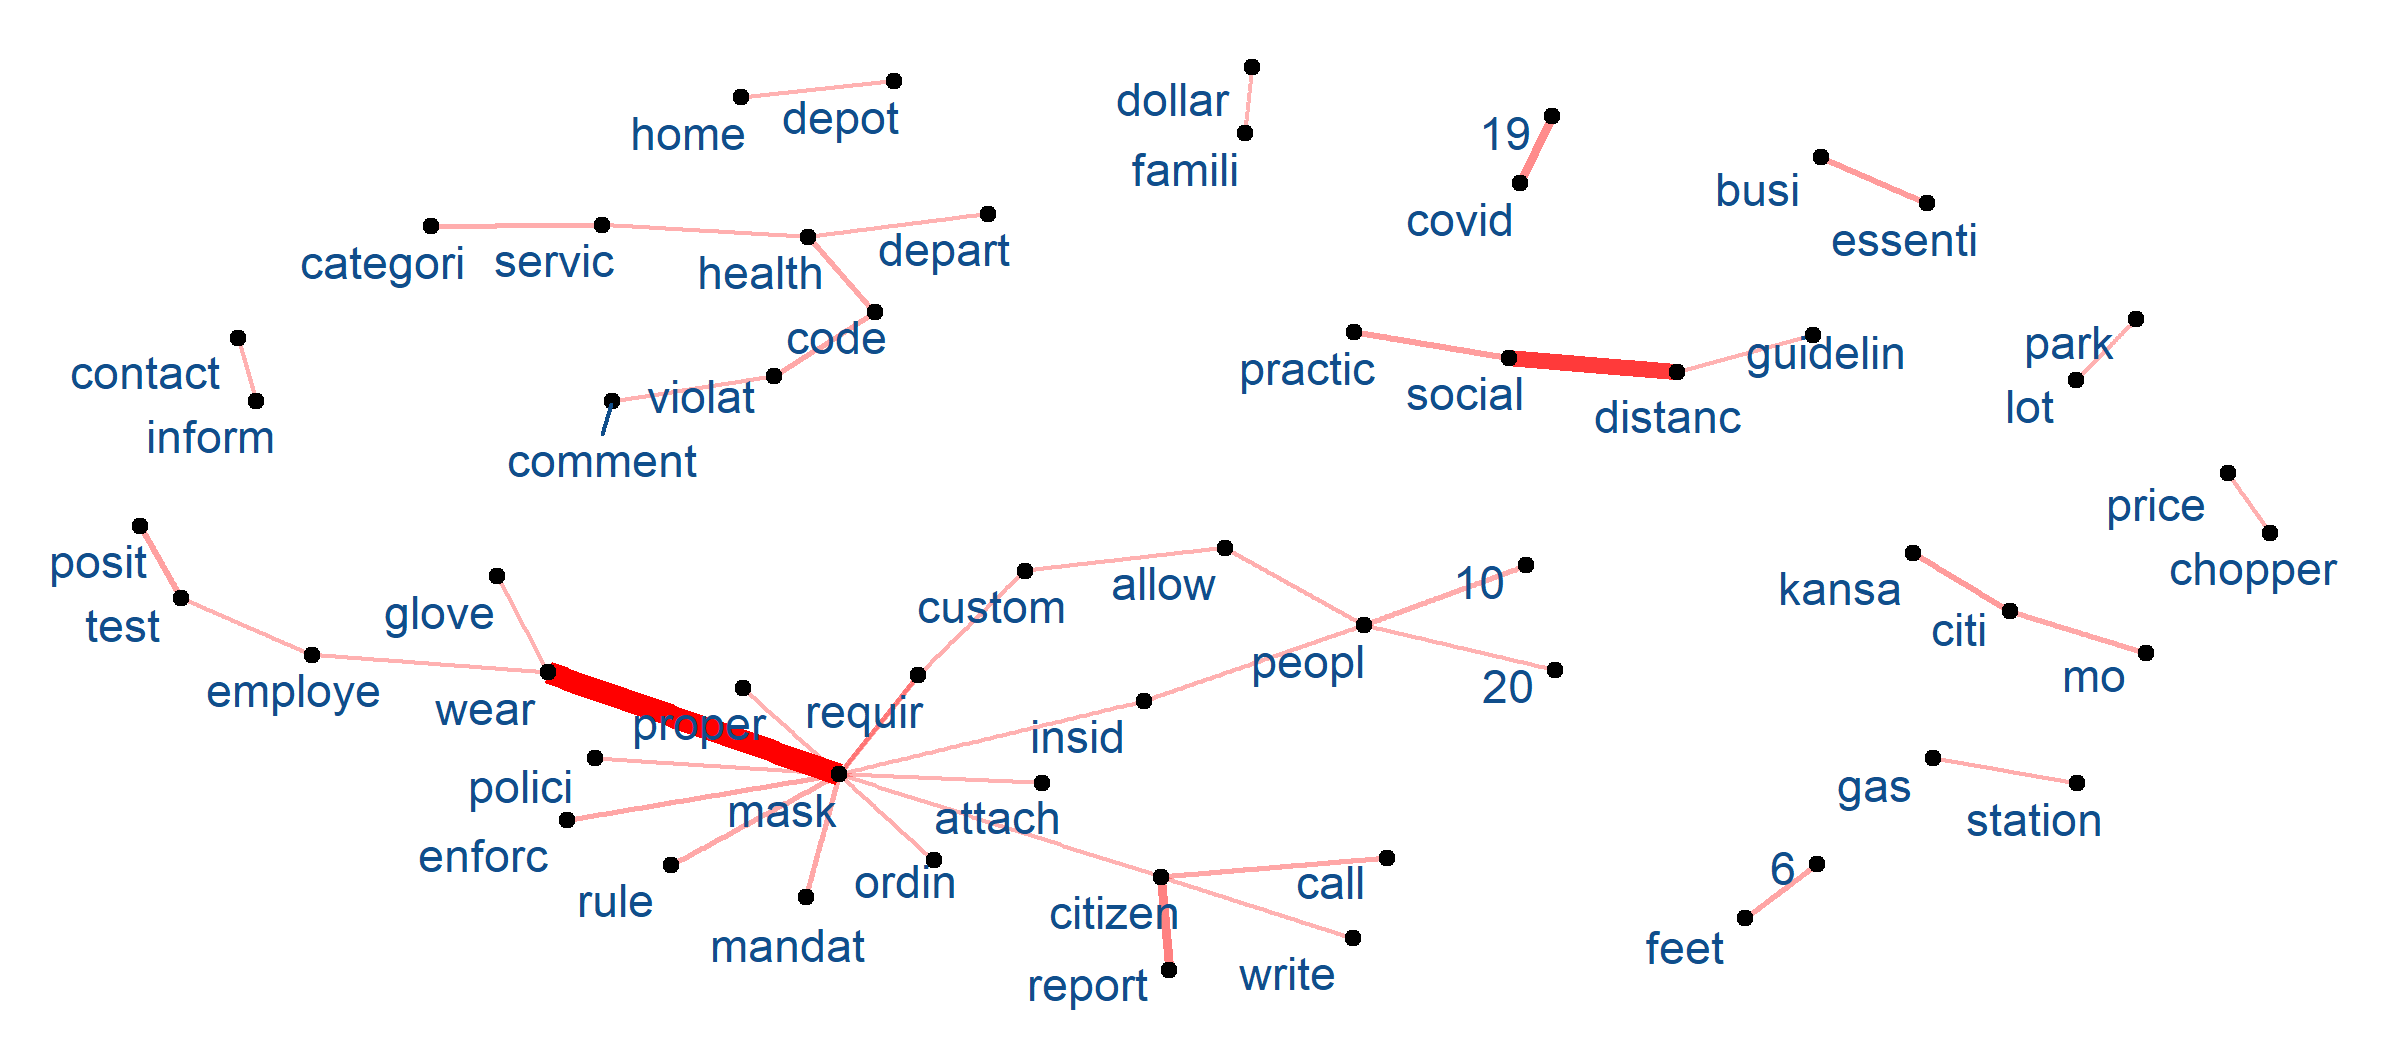 dollar
depot
home
19
famili
busi
covid
essenti
depart
categori
servic
health
code
park
guidelin
contact
practic
violat
social
lot
distanc
inform
comment
price
posit
chopper
allow
10
kansa
custom
glove
test
citi
peopl
mo
20
employe
wear
requir
proper
insid
polici
gas
mask
attach
station
enforc
6
ordin
call
rule
citizen
mandat
feet
write
report